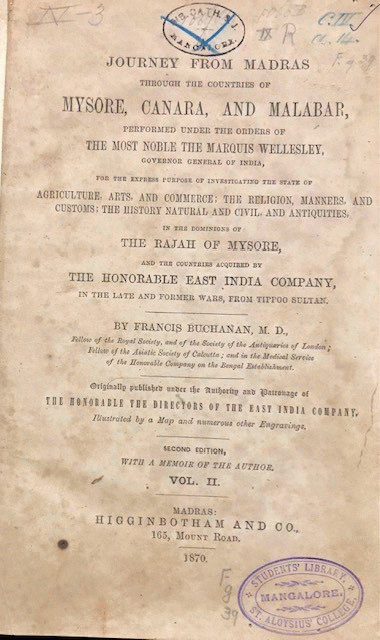 IV-3
CATH. S.J.
MANGALORE.
R
F. g 39
JOURNEY FROM MADRAS
THROUGH THE COUNTRIES OF
MYSORE, CANARA, AND MALABAR,
PERFORMED UNDER THE ORDERS OF
THE MOST NOBLE THE MARQUIS WELLESLEY,
GOVERNOR GENERAL OF INDIA,
FOR THE EXPRESS PURPOSE OF INVESTIGATING THE STATE OF
AGRICULTURE, ARTS, AND COMMERCE; THE RELIGION, MANNERS, AND
CUSTOMS; THE HISTORY NATURAL AND CIVIL, AND ANTIQUITIES,
IN THE DOMINIONS OF
THE RAJAH OF MYSORE,
AND THE COUNTRIES ACQUIRED BY
THE HONORABLE EAST INDIA COMPANY,
IN THE LATE AND FORMER WARS, FROM TIPPOO SULTAN.
BY FRANCIS BUCHANAN, M. D.,
Fellow of the Royal Society, and of the Society of the Antiquaries of London;
Fellow of the Asiatic Society of Calcutta; and in the Medical Service
of the Honorable Company on the Bengal Establishment.
Originally published under the Authority and Patronage of
THE HONORABLE THE DIRECTORS OF THE EAST INDIA COMPANY,
Illustrated by a Map and numerous other Engravings.
SECOND EDITION,
WITH A MEMOIR OF THE AUTHOR.
VOL. II.
MADRAS:
HIGGINBOTHAM AND CO.,
165, MOUNT ROAD.
1870.
F
g
39
STUDENTS' LIBRARY,
MANGALORE.
ST. ALOYSIUS' COLLEGE.